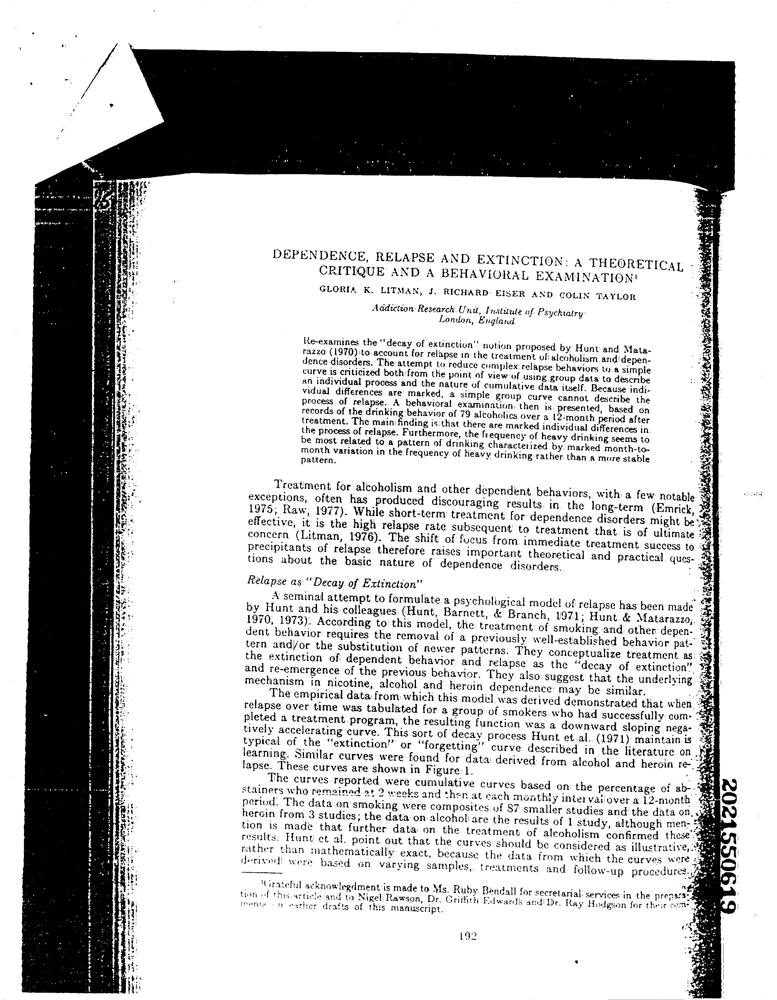 DEPENDENCE, RELAPSE AND EXTINCTION: A THEORETICAL
CRITIQUE AND A BEHAVIORAL EXAMINATION¹
GLORIA K. LITMAN, J. RICHARD EISER AND COLIN TAYLOR
Addiction Research Unit, Institute of Psychiatry
London, England
Re-examines the "decay of extinction" notion proposed by Hunt and Mata-
razzo (1970) to account for relapse in the treatment of alcoholism and depen-
dence disorders. The attempt to reduce complex relapse behaviors to a simple
curve is criticized both from the point of view of using group data to describe
an individual process and the nature of cumulative data itself. Because indi-
vidual differences are marked, a simple group curve cannot describe the
process of relapse. A behavioral examination then is presented, based on
records of the drinking behavior of 79 alcoholics over a 12-month period after
treatment. The main finding is that there are marked individual differences in
the process of relapse. Furthermore, the frequency of heavy drinking seems to
be most related to a pattern of drinking characterized by marked month-to-
month variation in the frequency of heavy drinking rather than a more stable
pattern.
Treatment for alcoholism and other dependent behaviors, with a few notable
exceptions, often has produced discouraging results in the long-term (Emrick,
1975; Raw, 1977). While short-term treatment for dependence disorders might be
effective, it is the high relapse rate subsequent to treatment that is of ultimate
concern (Litman, 1976). The shift of focus from immediate treatment success to
precipitants of relapse therefore raises important theoretical and practical ques-
tions about the basic nature of dependence disorders.
Relapse as "Decay of Extinction"
A seminal attempt to formulate a psychological model of relapse has been made
by Hunt and his colleagues (Hunt, Barnett, & Branch, 1971; Hunt & Matarazzo,
1970, 1973). According to this model, the treatment of smoking and other depen-
dent behavior requires the removal of a previously well-established behavior pat-
tern and/or the substitution of newer patterns. They conceptualize treatment as
the extinction of dependent behavior and relapse as the "decay of extinction"
and re-emergence of the previous behavior. They also suggest that the underlying
mechanism in nicotine, alcohol and heroin dependence may be similar.
The empirical data from which this model was derived demonstrated that when
relapse over time was tabulated for a group of smokers who had successfully com-
pleted a treatment program, the resulting function was a downward sloping nega-
tively accelerating curve. This sort of decay process Hunt et al. (1971) maintain is
typical of the "extinction" or "forgetting" curve described in the literature on
learning. Similar curves were found for data derived from alcohol and heroin re-
lapse. These curves are shown in Figure 1.
The curves reported were cumulative curves based on the percentage of ab-
stainers who remained at 2 weeks and then at each monthly interval over a 12-month
period. The data on smoking were composites of 87 smaller studies and the data on
heroin from 3 studies; the data on alcohol are the results of 1 study, although men-
tion is made that further data on the treatment of alcoholism confirmed these
results. Hunt et al. point out that the curves should be considered as illustrative,
rather than mathematically exact, because the data from which the curves were
derived were based on varying samples, treatments and follow-up procedures.
¹Grateful acknowlegdment is made to Ms. Ruby Bendall for secretarial services in the prepara-
tion of this article and to Nigel Rawson, Dr. Griffith Edwards and Dr. Ray Hodgson for their com-
ments on earlier drafts of this manuscript.
192
2021550619